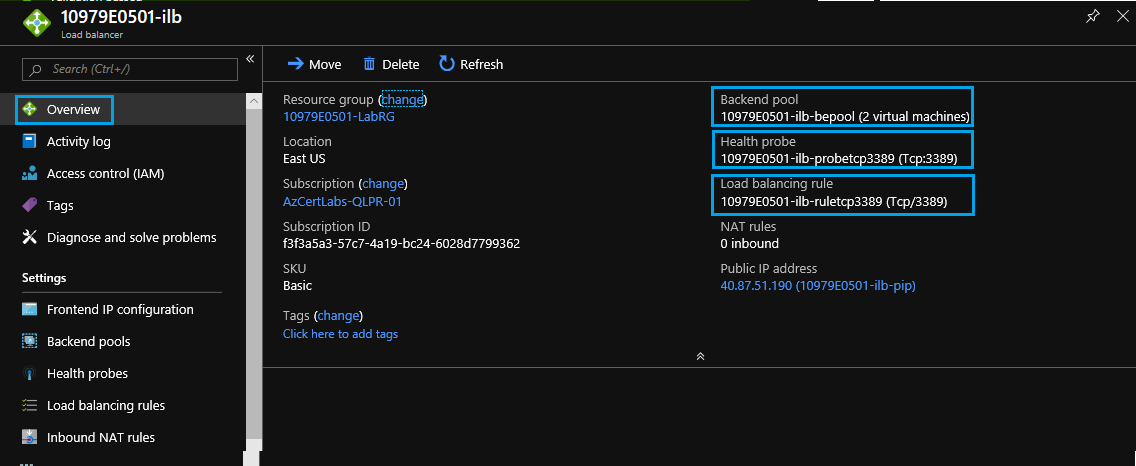 10979E0501-ilb
Load balancer
Search (Ctrl+/)
«
Overview
Activity log
Access control (IAM)
Tags
Diagnose and solve problems
Settings
Frontend IP configuration
Backend pools
Health probes
Load balancing rules
Inbound NAT rules
Move Delete Refresh
Resource group (change)
10979E0501-LabRG
Location
East US
Subscription (change)
AzCertLabs-QLPR-01
Subscription ID
f3f3a5a3-57c7-4a19-bc24-6028d7799362
SKU
Basic
Tags (change)
Click here to add tags
Backend pool
10979E0501-ilb-bepool (2 virtual machines)
Health probe
10979E0501-ilb-probetcp3389 (Tcp:3389)
Load balancing rule
10979E0501-ilb-ruletcp3389 (Tcp/3389)
NAT rules
0 inbound
Public IP address
40.87.51.190 (10979E0501-ilb-pip)